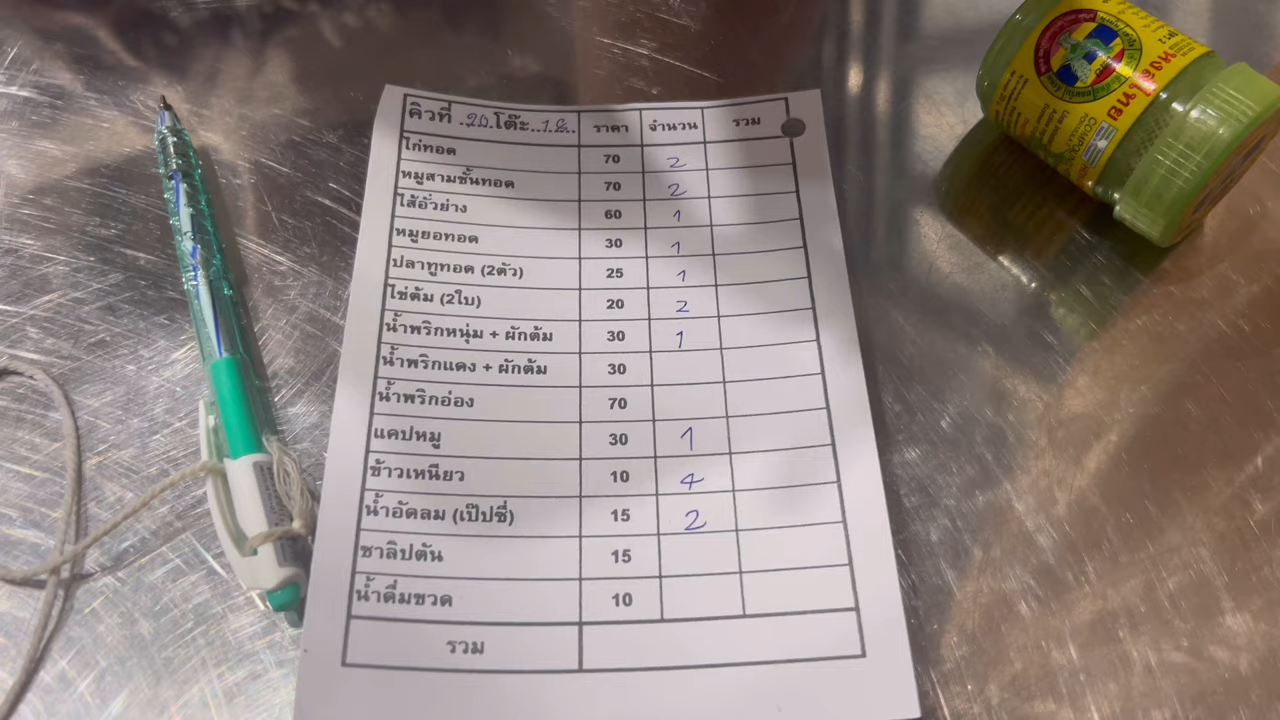 คิวที่ 20 โต๊ะ 18 ราคา จำนวน รวม
ไก่ทอด 70 2
หมูสามชั้นทอด 70 2
ไส้อั่วย่าง 60 1
หมูยอทอด 30 1
ปลาทูทอด (2ตัว) 25 1
ไข่ต้ม (2ใบ) 20 2
น้ำพริกหนุ่ม + ผักต้ม 30 1
น้ำพริกแดง + ผักต้ม 30
น้ำพริกอ่อง 70
แคปหมู 30 1
ข้าวเหนียว 10 4
น้ำอัดลม (เป๊ปซี่) 15 2
ชาลิปตัน 15
น้ำดื่มขวด 10
รวม
หงส์ไทย